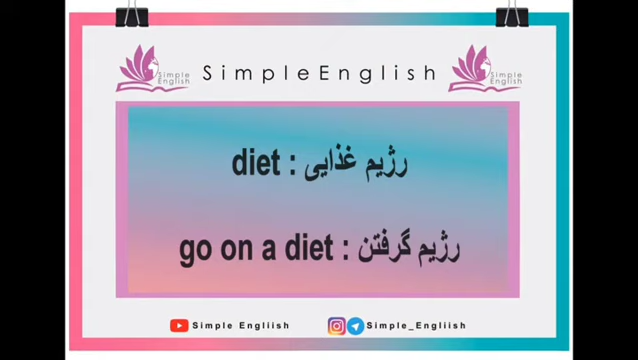 Simple
English
SimpleEnglish
Simple
English
diet : رژیم غذایی
go on a diet : رژیم گرفتن
Simple Engliish
Simple_Engliish